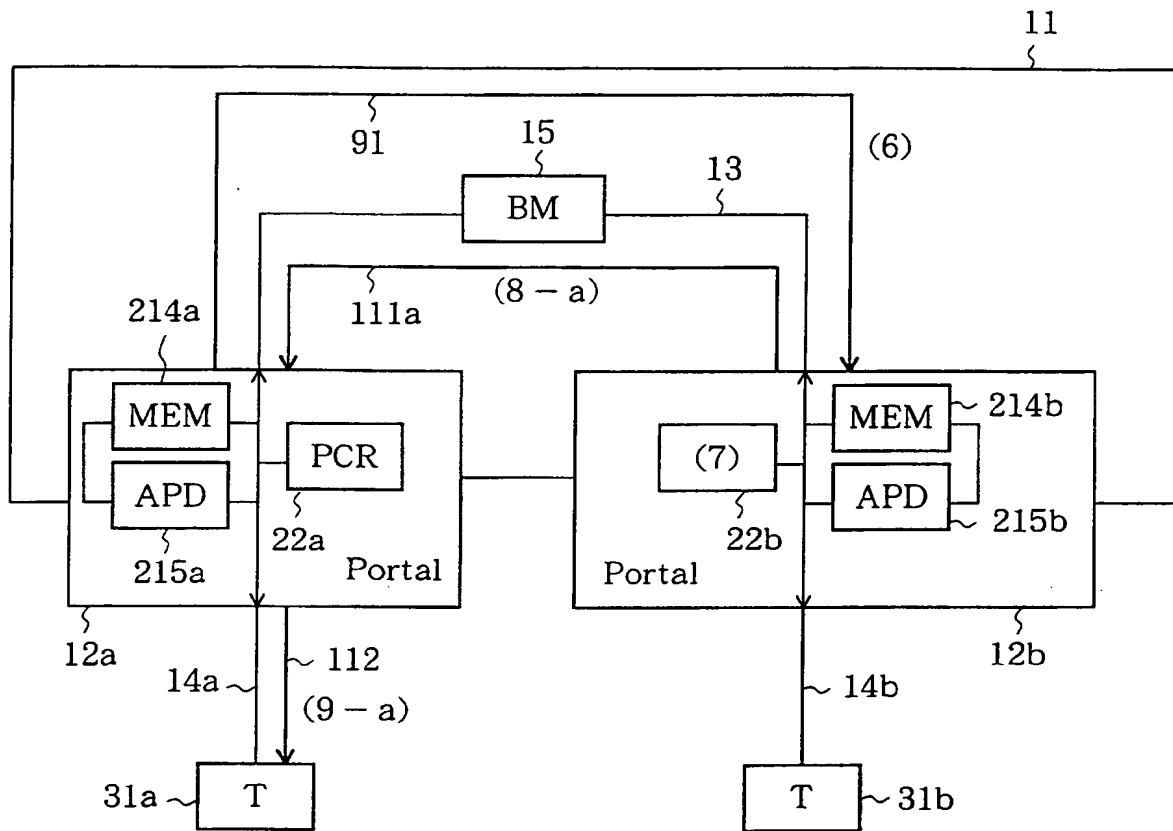 11
91
15
(6)
BM
13
(8 – a)
111a
214a
MEM
PCR
APD
22a
215a
Portal
(7)
22b
MEM
214b
APD
215b
Portal
12a
14a
112
(9 – a)
12b
14b
31a
T
T
31b